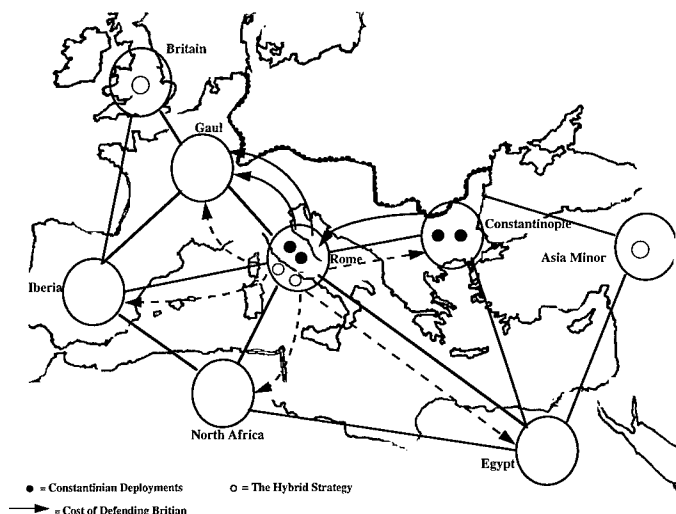 Britain
Gaul
Constantinople
Rome
Asia Minor
Iberia
North Africa
Egypt
● = Constantinian Deployments ○ = The Hybrid Strategy
= Cost of Defending Britian